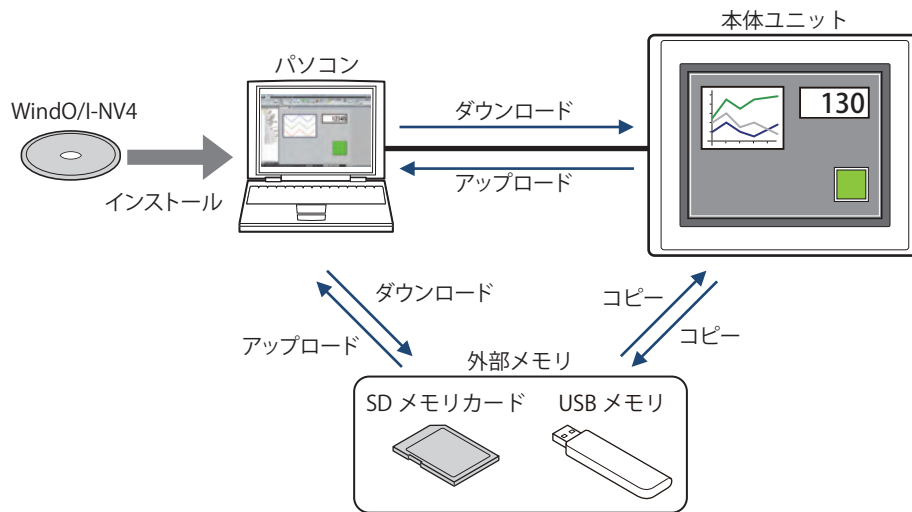 本体ユニット
パソコン
WindO/I-NV4
インストール
ダウンロード
アップロード
130
ダウンロード
アップロード
コピー
コピー
外部メモリ
SD メモリカード
USB メモリ